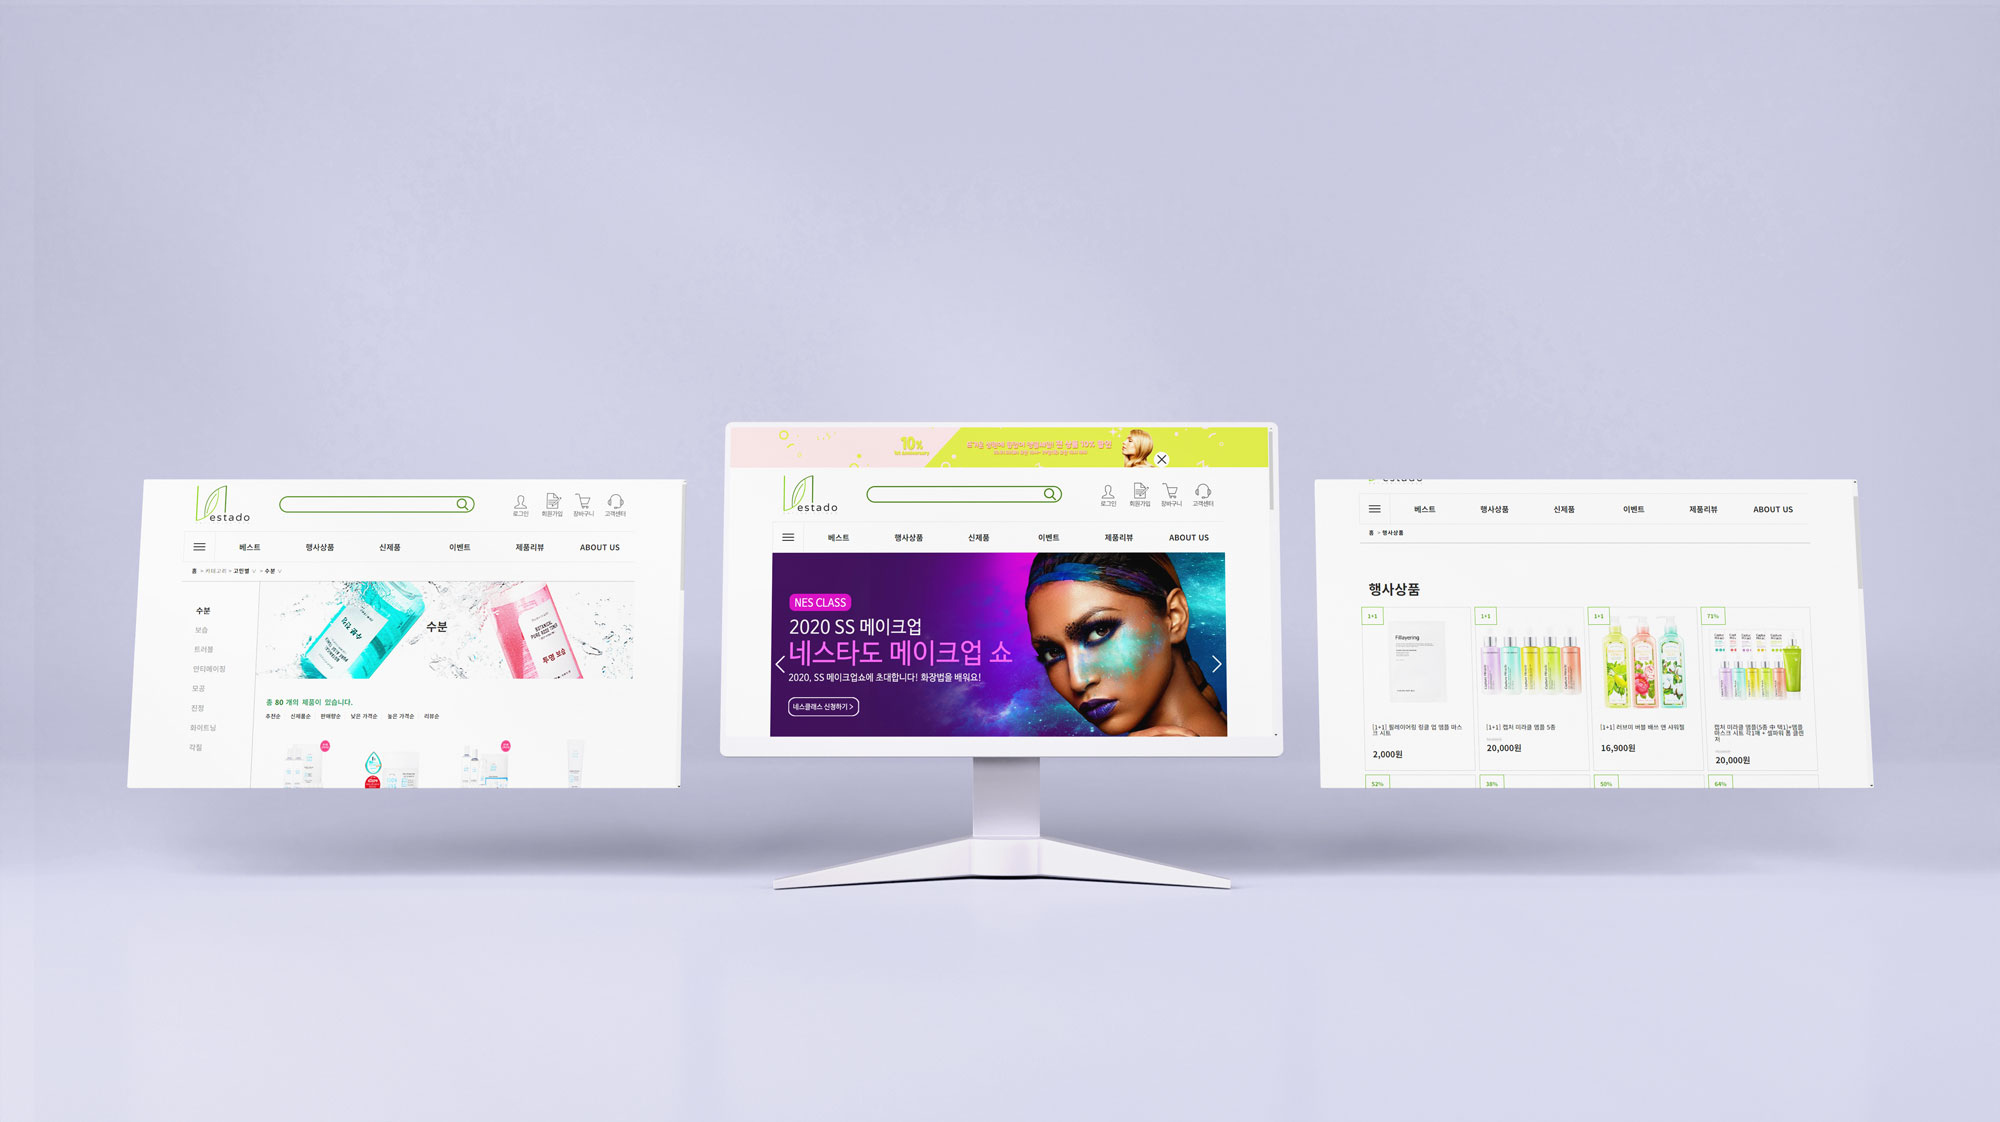 estado
로그인 회원가입 장바구니 고객센터
베스트 행사상품 신제품 이벤트 제품리뷰 ABOUT US
홈 > 카테고리 > 고민별 ∨ > 수분 ∨
수분
보습
트러블
안티에이징
모공
진정
화이트닝
각질
수분
투명 보습
총 80 개의 제품이 있습니다.
추천순 신제품순 판매량순 낮은 가격순 높은 가격순 리뷰순
10%
1st Anniversary
estado
로그인 회원가입 장바구니 고객센터
베스트 행사상품 신제품 이벤트 제품리뷰 ABOUT US
NES CLASS
2020 SS 메이크업
네스타도 메이크업 쇼
2020, SS 메이크업쇼에 초대합니다! 화장법을 배워요!
네스클래스 신청하기 >
estado
베스트 행사상품 신제품 이벤트 제품리뷰 ABOUT US
홈 > 행사상품
행사상품
1+1
Fillayering
[1+1] 필레이어링 링클 업 앰플 마스
크 시트
2,000원
1+1
[1+1] 캡처 미라클 앰플 5종
20,000원
1+1
[1+1] 러브미 버블 배쓰 앤 샤워젤
16,900원
71%
캡처 미라클 앰플(5종 中 택1)+앰플
마스크 시트 각1매 + 셀파워 폼 클렌
저
20,000원
52% 38% 50% 64%